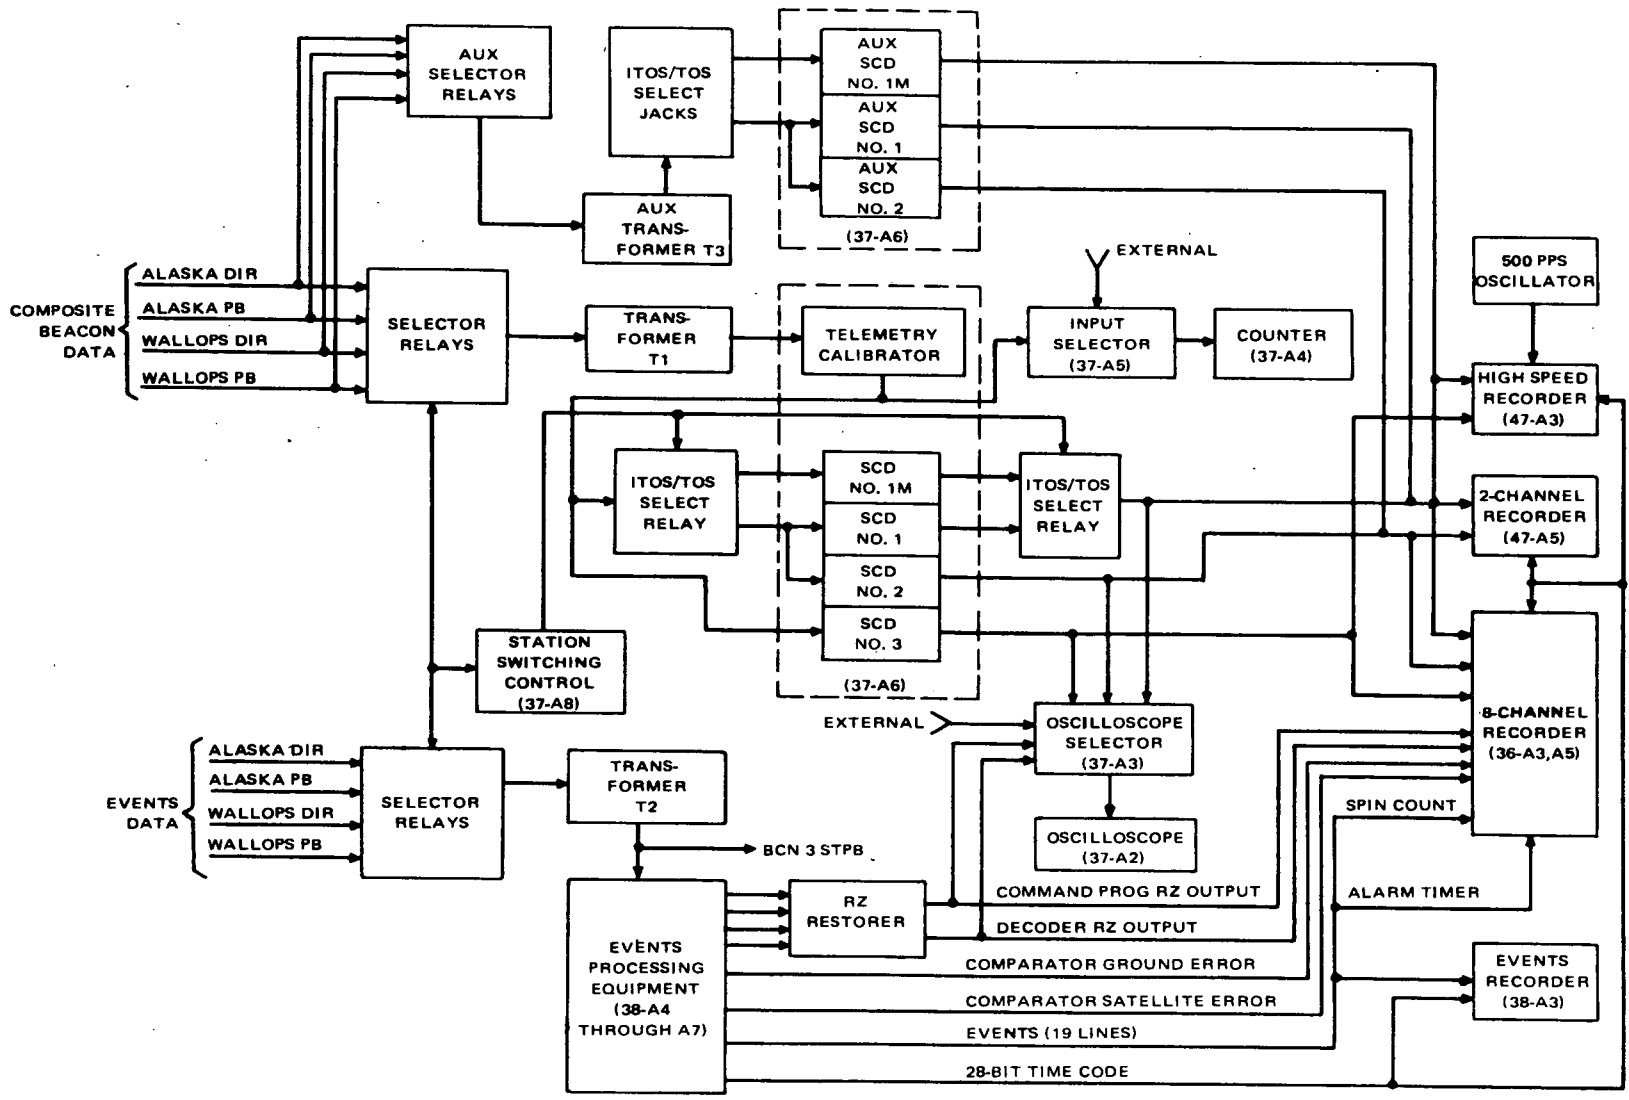 AUX
SELECTOR
RELAYS
ITOS/TOS
SELECT
JACKS
AUX
SCD
NO. 1M
AUX
SCD
NO. 1
AUX
SCD
NO. 2
(37-A6)
AUX
TRANS-
FORMER T3
COMPOSITE
BEACON
DATA
ALASKA DIR
ALASKA PB
WALLOPS DIR
WALLOPS PB
SELECTOR
RELAYS
TRANS-
FORMER
T1
TELEMETRY
CALIBRATOR
EXTERNAL
INPUT
SELECTOR
(37-A5)
COUNTER
(37-A4)
500 PPS
OSCILLATOR
HIGH SPEED
RECORDER
(47-A3)
ITOS/TOS
SELECT
RELAY
SCD
NO. 1M
SCD
NO. 1
SCD
NO. 2
SCD
NO. 3
(37-A6)
ITOS/TOS
SELECT
RELAY
2-CHANNEL
RECORDER
(47-A5)
STATION
SWITCHING
CONTROL
(37-A8)
EXTERNAL
OSCILLOSCOPE
SELECTOR
(37-A3)
OSCILLOSCOPE
(37-A2)
8-CHANNEL
RECORDER
(36-A3,A5)
SPIN COUNT
ALARM TIMER
EVENTS
DATA
ALASKA DIR
ALASKA PB
WALLOPS DIR
WALLOPS PB
SELECTOR
RELAYS
TRANS-
FORMER
T2
BCN 3 STPB
EVENTS
PROCESSING
EQUIPMENT
(38-A4
THROUGH A7)
RZ
RESTORER
COMMAND PROG RZ OUTPUT
DECODER RZ OUTPUT
COMPARATOR GROUND ERROR
COMPARATOR SATELLITE ERROR
EVENTS (19 LINES)
28-BIT TIME CODE
EVENTS
RECORDER
(38-A3)